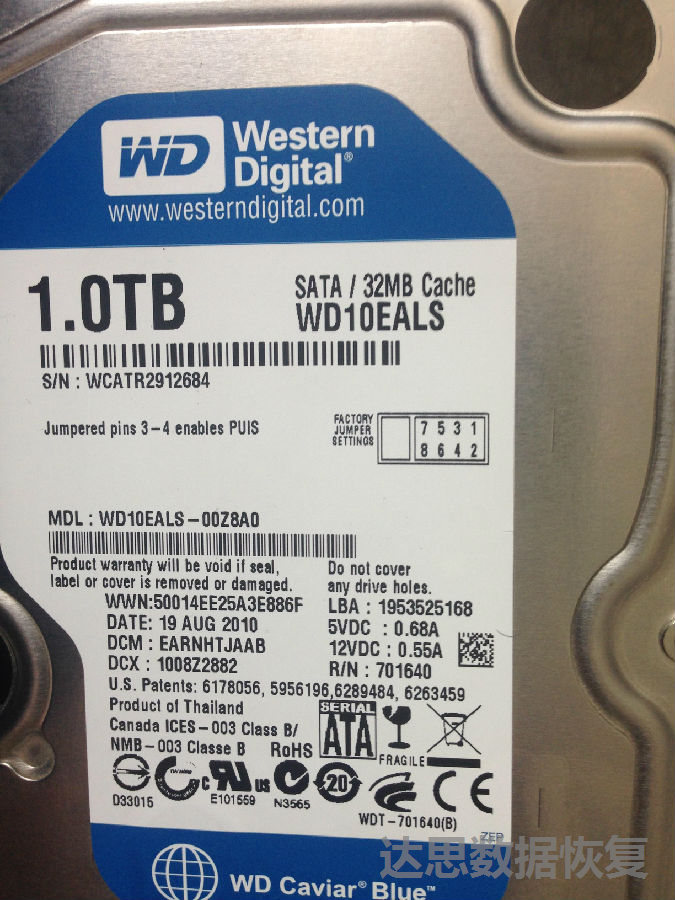 WD Western Digital®
www.westerndigital.com
1.0TB
SATA / 32MB Cache
WD10EALS
S/N : WCATR2912684
Jumpered pins 3-4 enables PUIS
FACTORY JUMPER SETTINGS
7 5 3 1
8 6 4 2
MDL : WD10EALS-00Z8A0
Product warranty will be void if seal,
label or cover is removed or damaged.
Do not cover
any drive holes.
WWN:50014EE25A3E886F
DATE: 19 AUG 2010
DCM : EARNHTJAAB
DCX : 1008Z2882
LBA : 1953525168
5VDC : 0.68A
12VDC : 0.55A
R/N : 701640
U.S. Patents: 6178056, 5956196,6289484, 6263459
Product of Thailand
Canada ICES-003 Class B/
NMB-003 Classe B RoHS
SERIAL
ATA
FRAGILE
D33015
c US
E101559
N3565
20
CE
WDT-701640(B)
ZEP
达思数据恢复
WD Caviar® Blue™